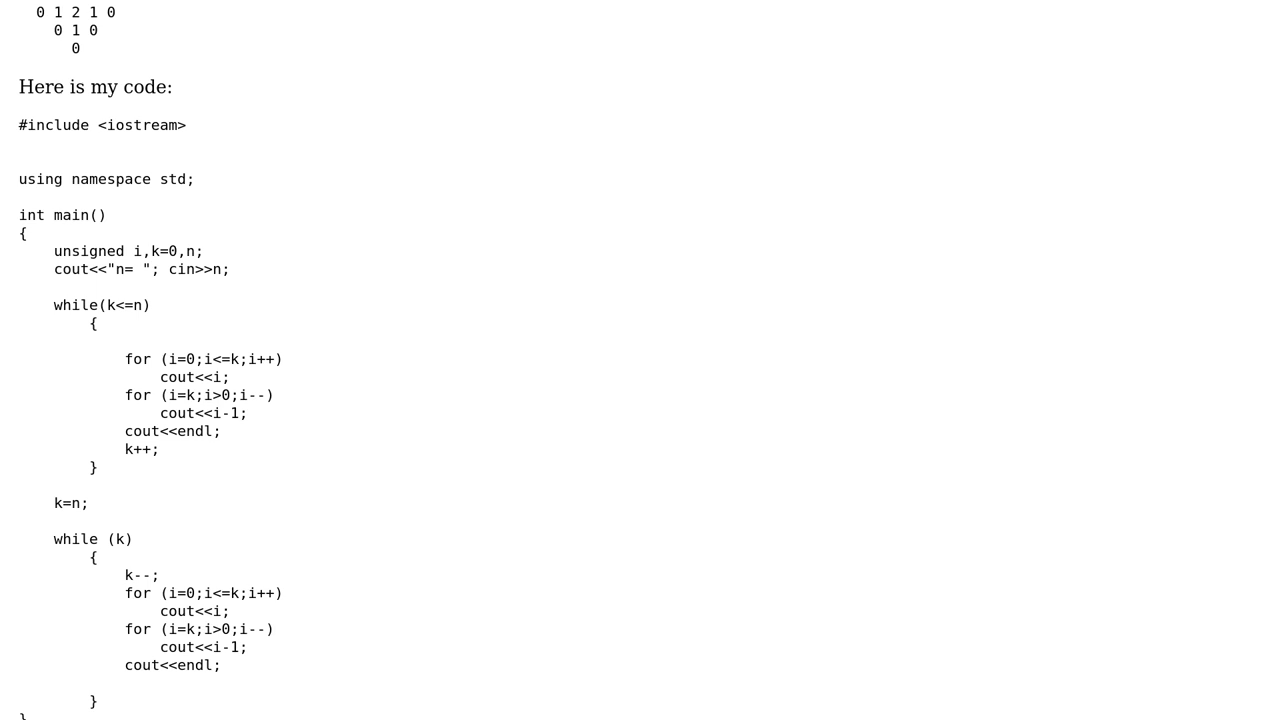 0 1 2 1 0
    0 1 0
      0
Here is my code:
#include <iostream>
using namespace std;
int main()
{
    unsigned i,k=0,n;
    cout<<"n= "; cin>>n;
    while(k<=n)
        {
            for (i=0;i<=k;i++)
                cout<<i;
            for (i=k;i>0;i--)
                cout<<i-1;
            cout<<endl;
            k++;
        }
    k=n;
    while (k)
        {
            k--;
            for (i=0;i<=k;i++)
                cout<<i;
            for (i=k;i>0;i--)
                cout<<i-1;
            cout<<endl;
        }
}